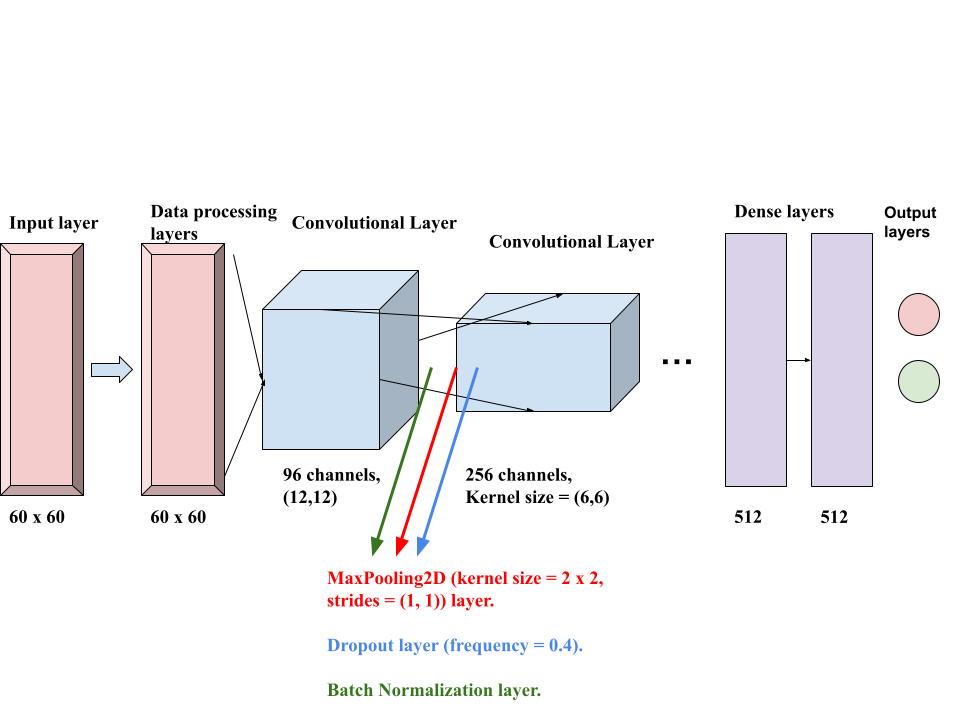 Input layer
Data processing
layers
Convolutional Layer
Convolutional Layer
Dense layers
Output
layers
...
60 x 60
60 x 60
96 channels,
(12,12)
256 channels,
Kernel size = (6,6)
512
512
MaxPooling2D (kernel size = 2 x 2,
strides = (1, 1)) layer.
Dropout layer (frequency = 0.4).
Batch Normalization layer.